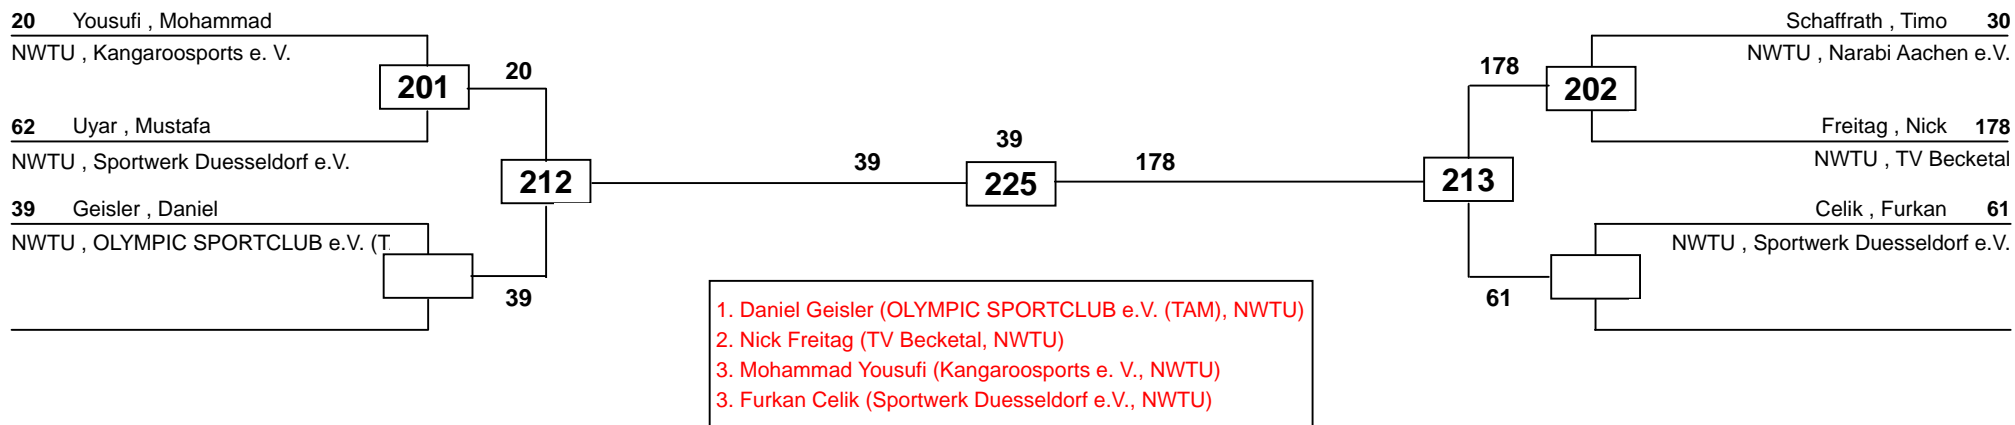 20 Yousufi , Mohammad
NWTU , Kangaroosports e. V.
201
20
62 Uyar , Mustafa
NWTU , Sportwerk Duesseldorf e.V.
212
39 Geisler , Daniel
NWTU , OLYMPIC SPORTCLUB e.V. (T
39
39
39
225
178
Schaffrath , Timo 30
NWTU , Narabi Aachen e.V.
178
202
Freitag , Nick 178
NWTU , TV Becketal
213
Celik , Furkan 61
NWTU , Sportwerk Duesseldorf e.V.
61
1. Daniel Geisler (OLYMPIC SPORTCLUB e.V. (TAM), NWTU)
2. Nick Freitag (TV Becketal, NWTU)
3. Mohammad Yousufi (Kangaroosports e. V., NWTU)
3. Furkan Celik (Sportwerk Duesseldorf e.V., NWTU)